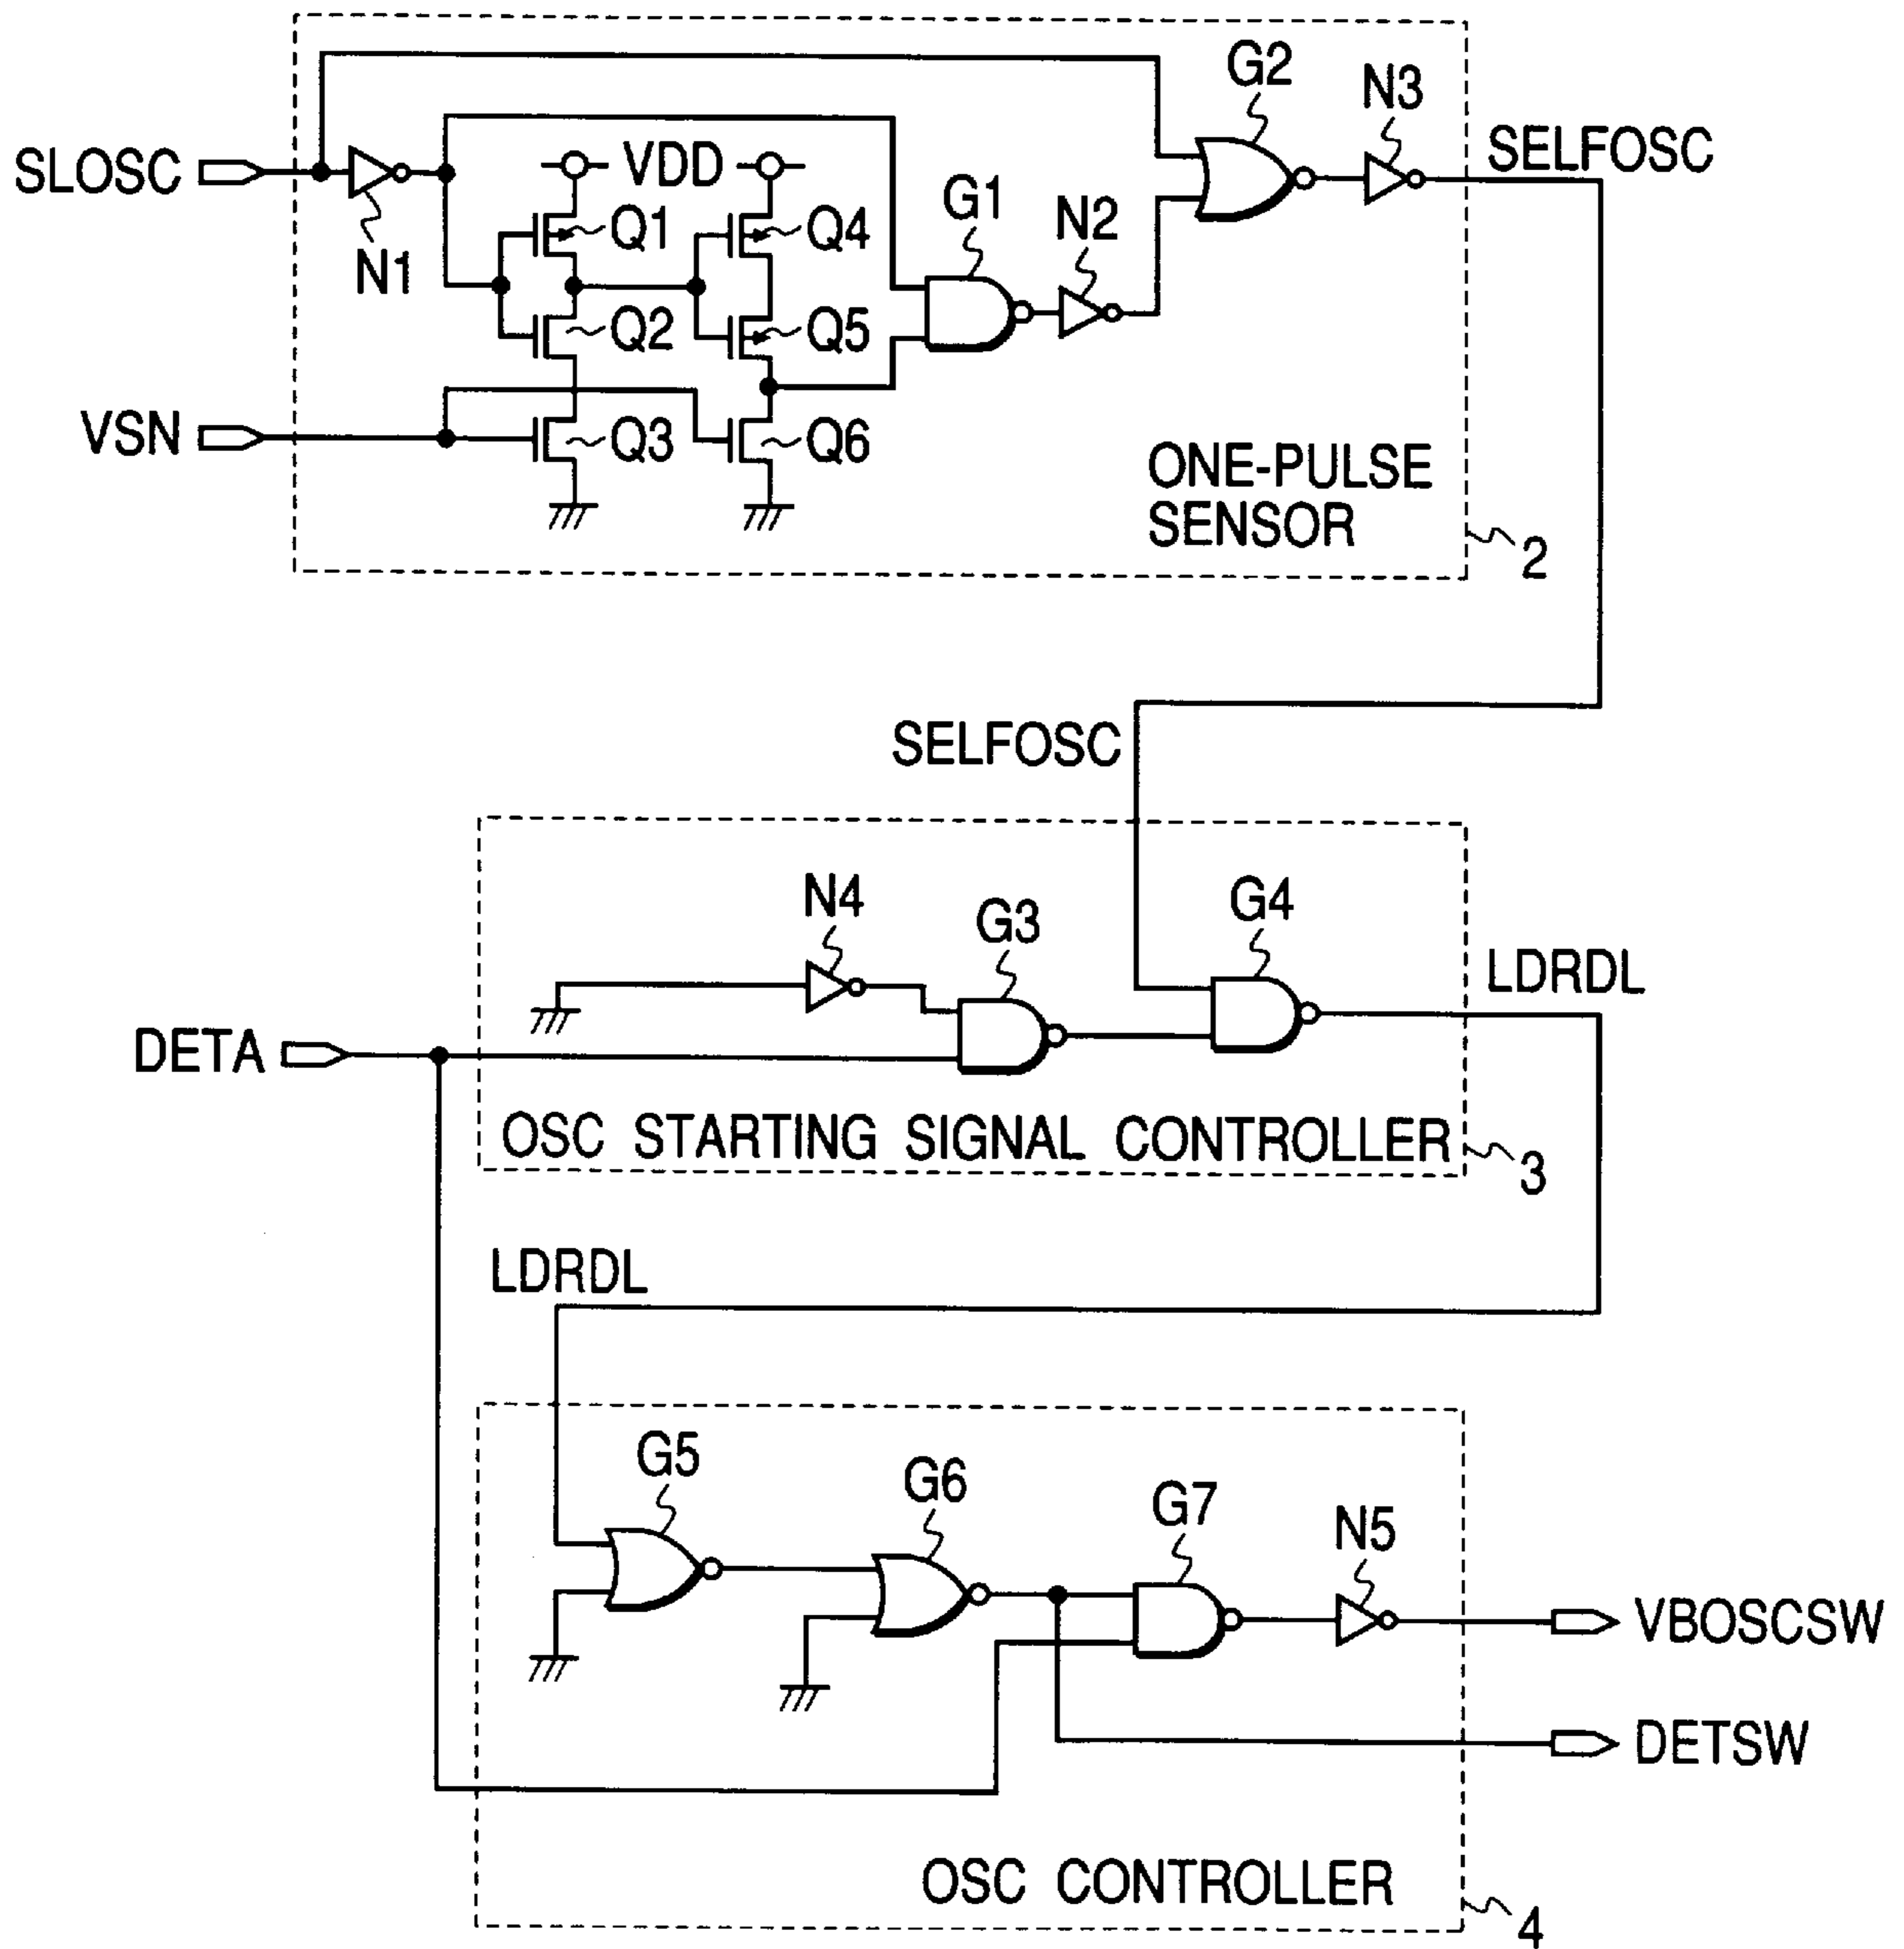 G2
N3
SELFOSC
SLOSC
VDD
G1
N2
Q1
Q4
N1
Q2
Q5
VSN
Q3
Q6
ONE-PULSE
SENSOR
2
SELFOSC
N4
G3
G4
LDRDL
DETA
OSC STARTING SIGNAL CONTROLLER
3
LDRDL
G5
G6
G7
N5
VBOSCSW
DETSW
OSC CONTROLLER
4